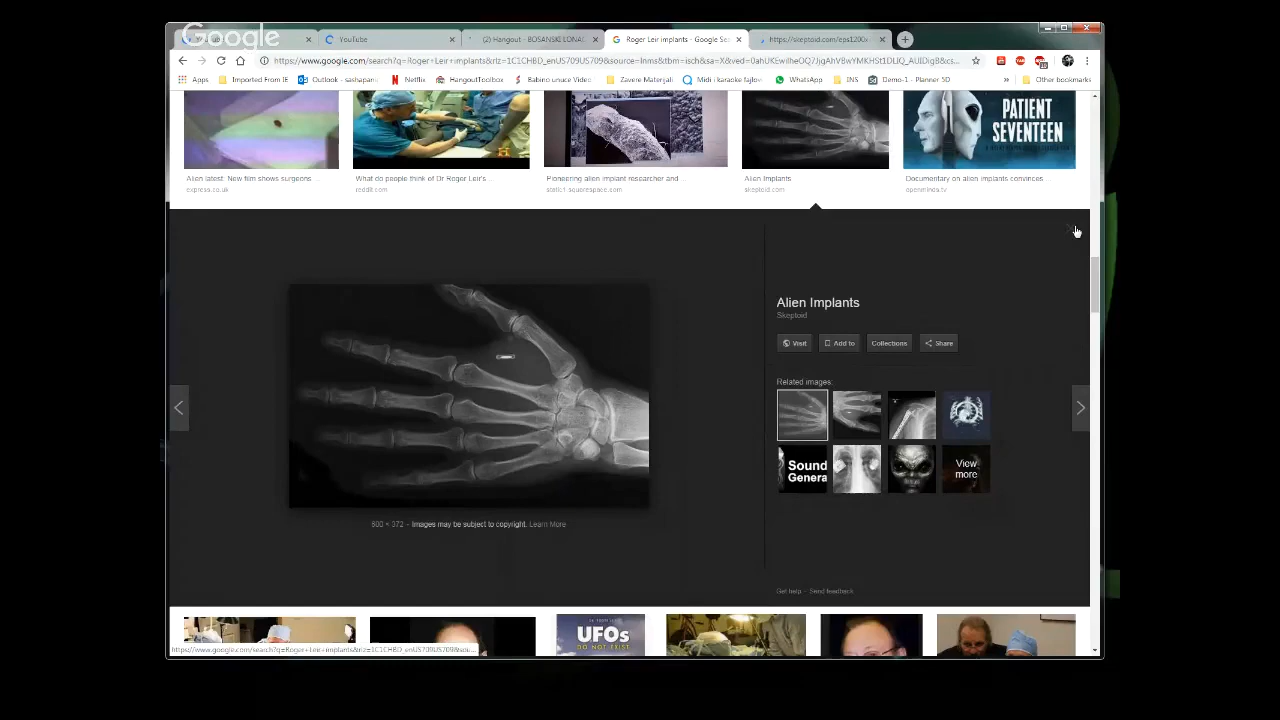 Google
YouTube
(2) Hangout - BOSANSKI LONAC
Roger Leir implants - Google Se
https://skeptoid.com/eps1200x
Apps
Imported From IE
Outlook - sashapam
Netflix
HangoutToolbox
Babino unuce Video
Zavere Materjali
Midi i karaoke fajlov
WhatsApp
INS
Demo-1 - Planner 5D
»
Other bookmarks
PATIENT
SEVENTEEN
Alien latest: New film shows surgeons ...
express.co.uk
What do people think of Dr Roger Leir's...
reddit.com
Pioneering alien implant researcher and ...
static1.squarespace.com
Alien Implants
skeptoid.com
Documentary on alien implants convinces ...
openminds.tv
Alien Implants
Skeptoid
Visit
Add to
Collections
Share
Related images:
Sound
Genera
View
more
600 × 372 - Images may be subject to copyright. Learn More
Get help - Send feedback
UFOs
DO NOT EXIST